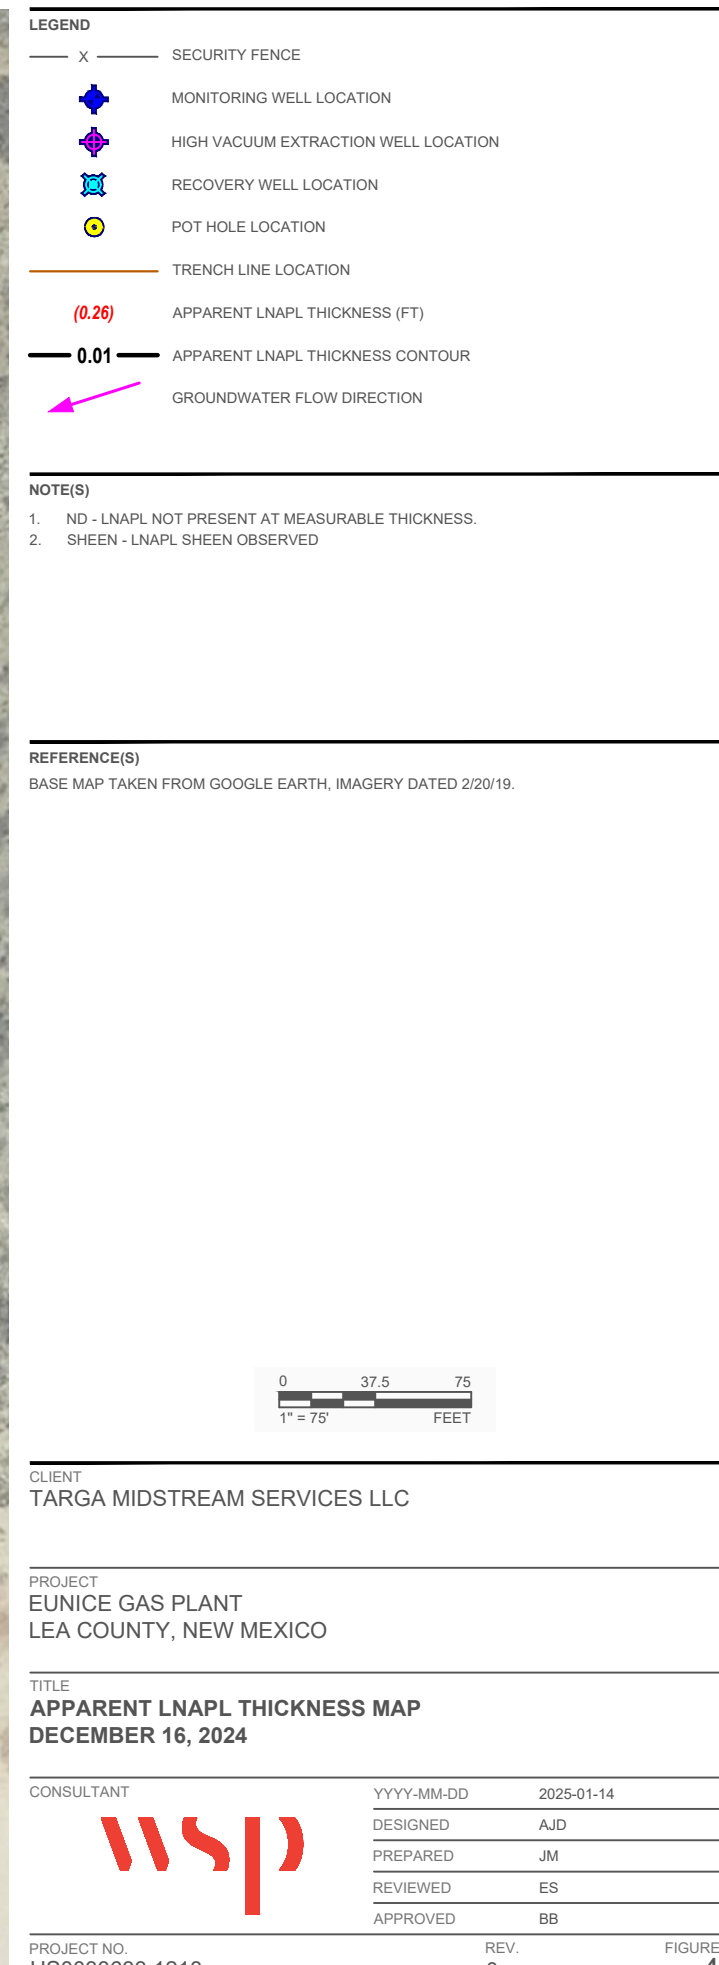 LEGEND
X SECURITY FENCE
MONITORING WELL LOCATION
HIGH VACUUM EXTRACTION WELL LOCATION
RECOVERY WELL LOCATION
POT HOLE LOCATION
TRENCH LINE LOCATION
(0.26) APPARENT LNAPL THICKNESS (FT)
0.01 APPARENT LNAPL THICKNESS CONTOUR
GROUNDWATER FLOW DIRECTION
NOTE(S)
1. ND - LNAPL NOT PRESENT AT MEASURABLE THICKNESS.
2. SHEEN - LNAPL SHEEN OBSERVED
REFERENCE(S)
BASE MAP TAKEN FROM GOOGLE EARTH, IMAGERY DATED 2/20/19.
0 37.5 75
1" = 75' FEET
CLIENT
TARGA MIDSTREAM SERVICES LLC
PROJECT
EUNICE GAS PLANT
LEA COUNTY, NEW MEXICO
TITLE
APPARENT LNAPL THICKNESS MAP
DECEMBER 16, 2024
CONSULTANT
wsp
YYYY-MM-DD 2025-01-14
DESIGNED AJD
PREPARED JM
REVIEWED ES
APPROVED BB
PROJECT NO. REV. FIGURE